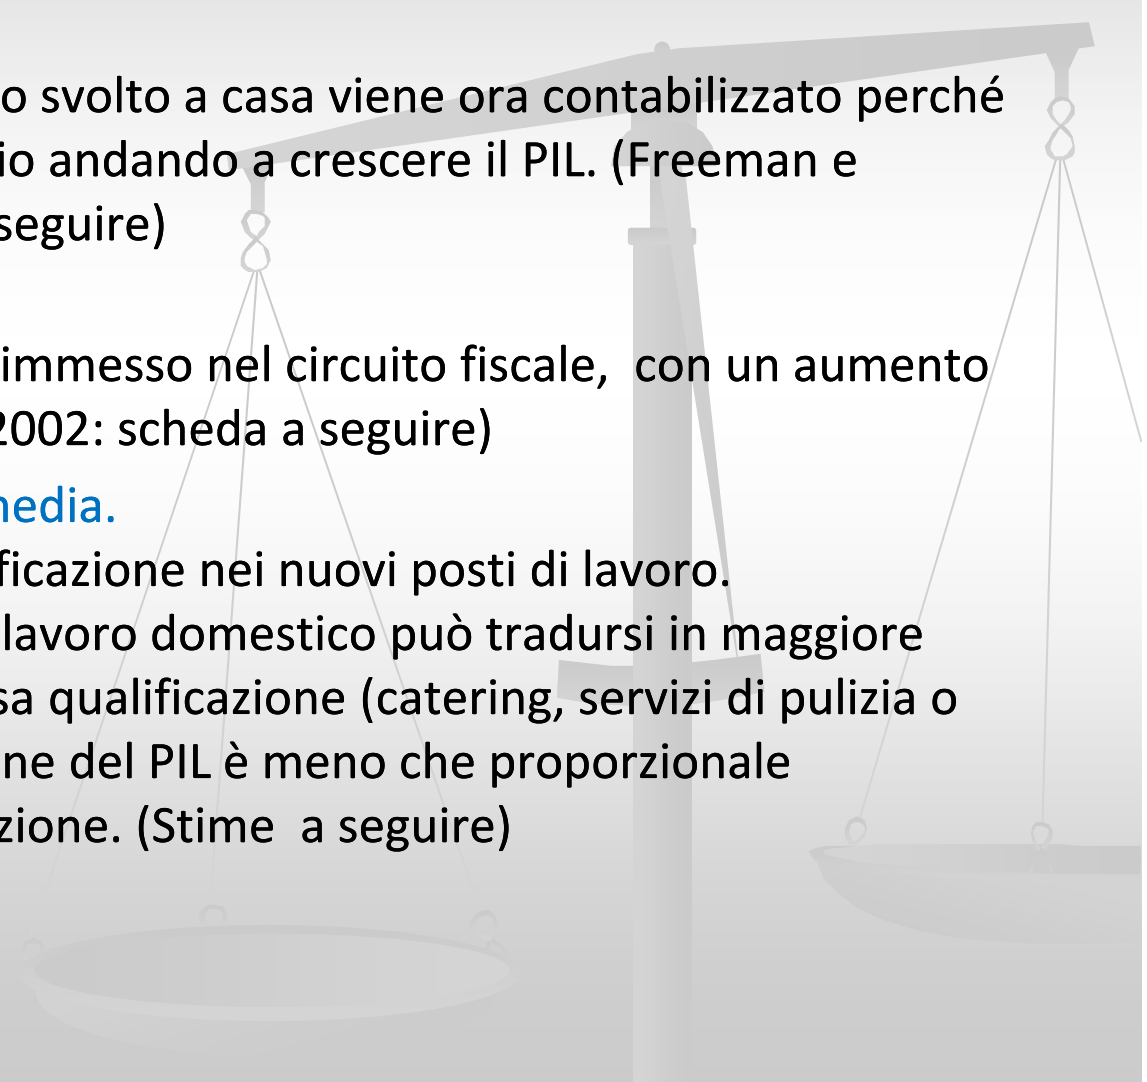 o svolto a casa viene ora contabilizzato perché
io andando a crescere il PIL. (Freeman e
seguire)
immesso nel circuito fiscale, con un aumento
2002: scheda a seguire)
media.
ficazione nei nuovi posti di lavoro.
lavoro domestico può tradursi in maggiore
sa qualificazione (catering, servizi di pulizia o
ne del PIL è meno che proporzionale
zione. (Stime a seguire)